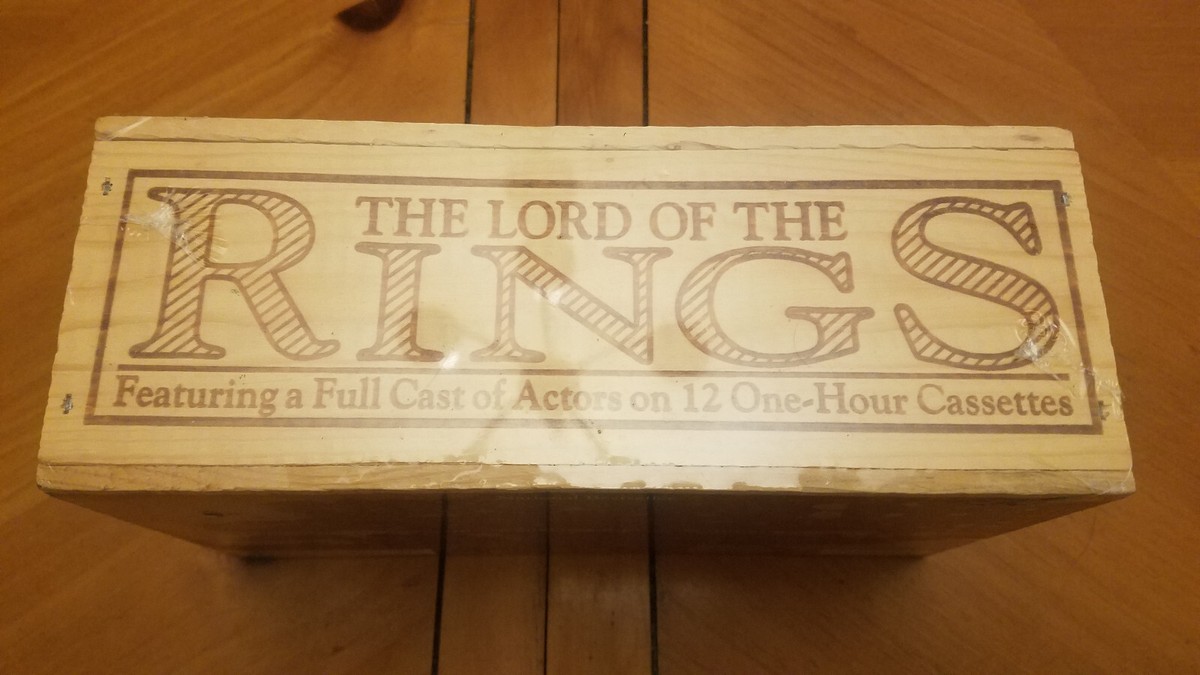 THE LORD OF THE
RINGS
Featuring a Full Cast of Actors on 12 One-Hour Cassettes